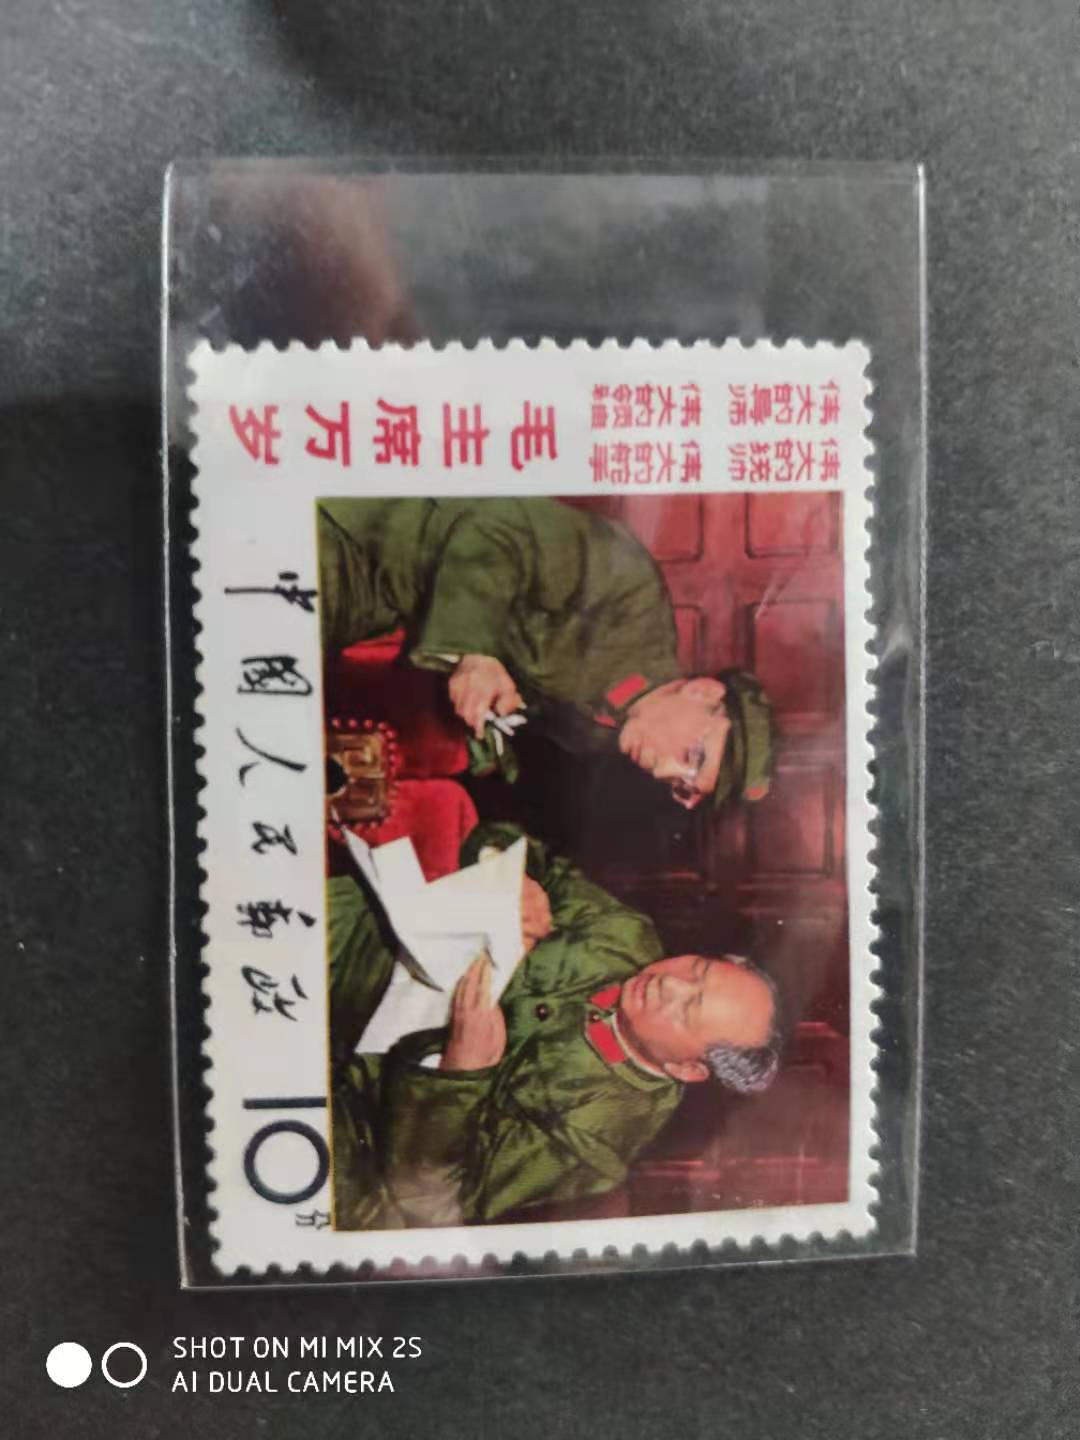 伟大的导师 伟大的领袖
伟大的统帅 伟大的舵手
毛主席万岁
中國人民郵政 10分
SHOT ON MI MIX 2S
AI DUAL CAMERA